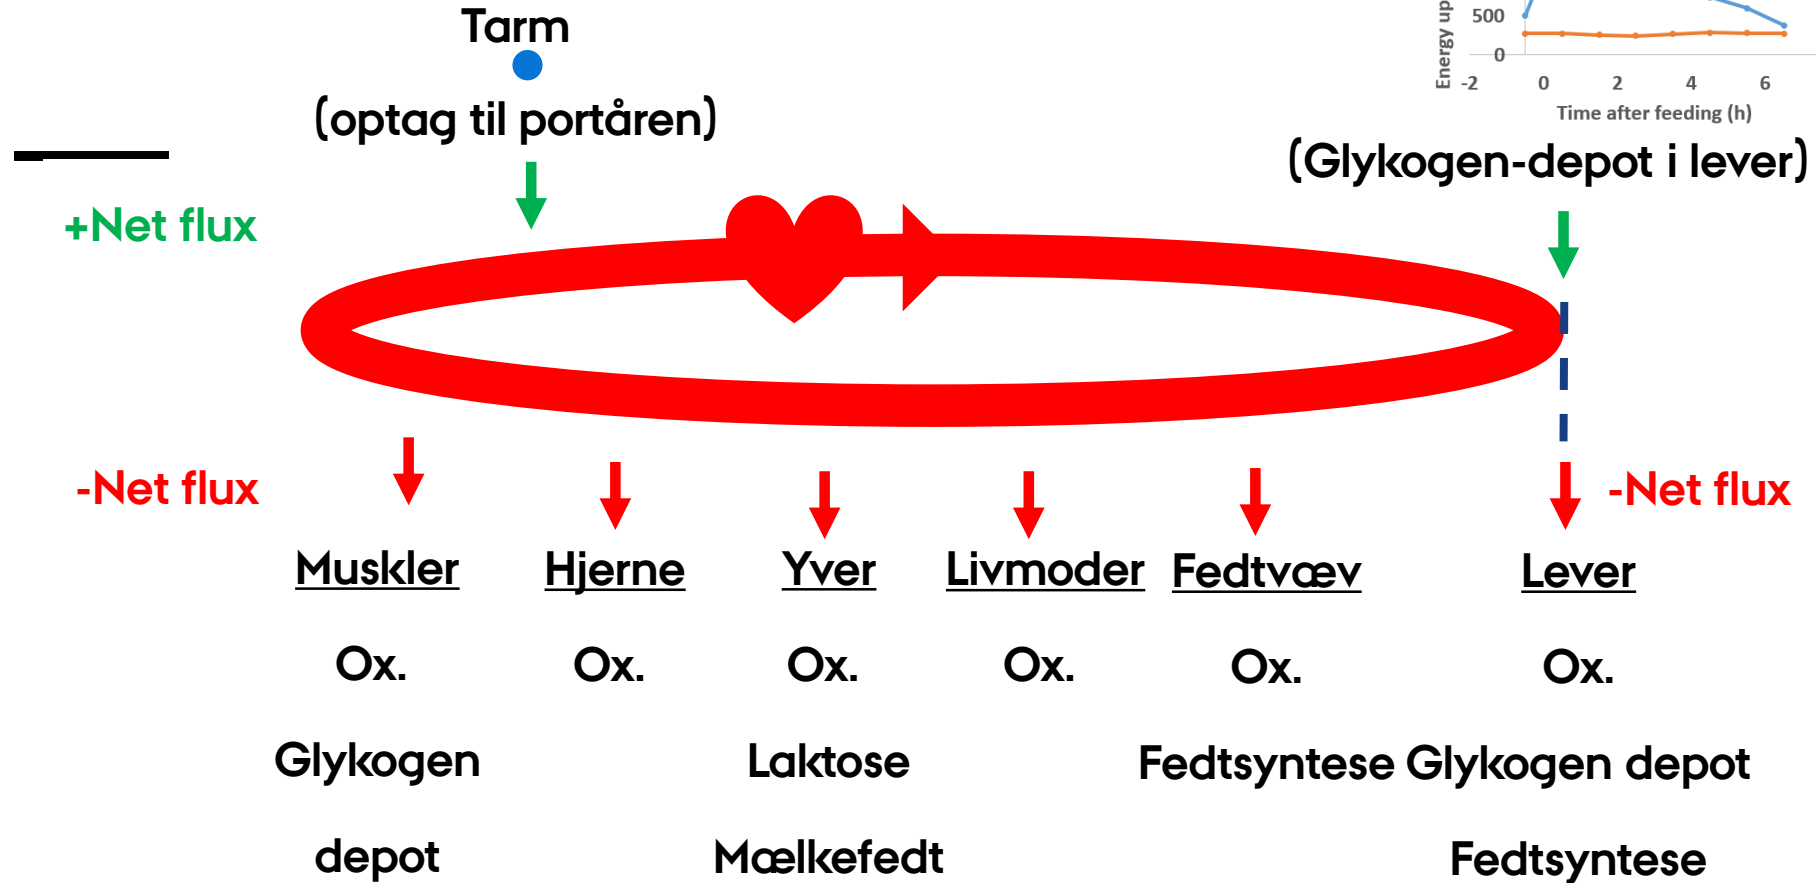 Tarm
(optag til portåren)
Energy up
500
0
-2 0 2 4 6
Time after feeding (h)
(Glykogen-depot i lever)
+Net flux
-Net flux
-Net flux
Muskler Hjerne Yver Livmoder Fedtvæv Lever
Ox. Ox. Ox. Ox. Ox. Ox.
Glykogen Laktose Fedtsyntese Glykogen depot
depot Mælkefedt Fedtsyntese